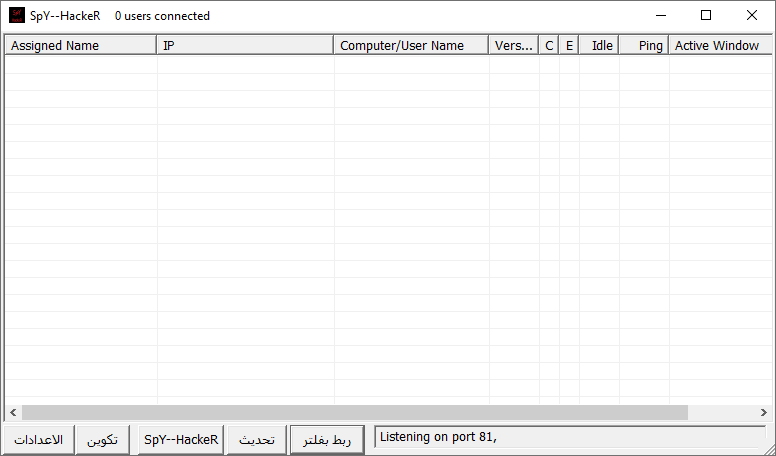 SpY--HackeR 0 users connected
Assigned Name IP Computer/User Name Vers... C E Idle Ping Active Window
الاعدادات تكوين SpY--HackeR تحديث ربط بفلتر Listening on port 81,